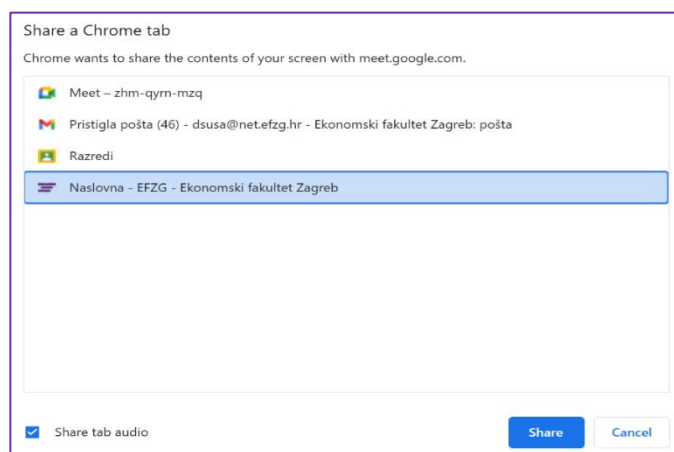 Share a Chrome tab
Chrome wants to share the contents of your screen with meet.google.com.
Meet – zhm-qyrn-mzq
Pristigla pošta (46) - dsusa@net.efzg.hr - Ekonomski fakultet Zagreb: pošta
Razredi
Naslovna - EFZG - Ekonomski fakultet Zagreb
Share tab audio
Share
Cancel